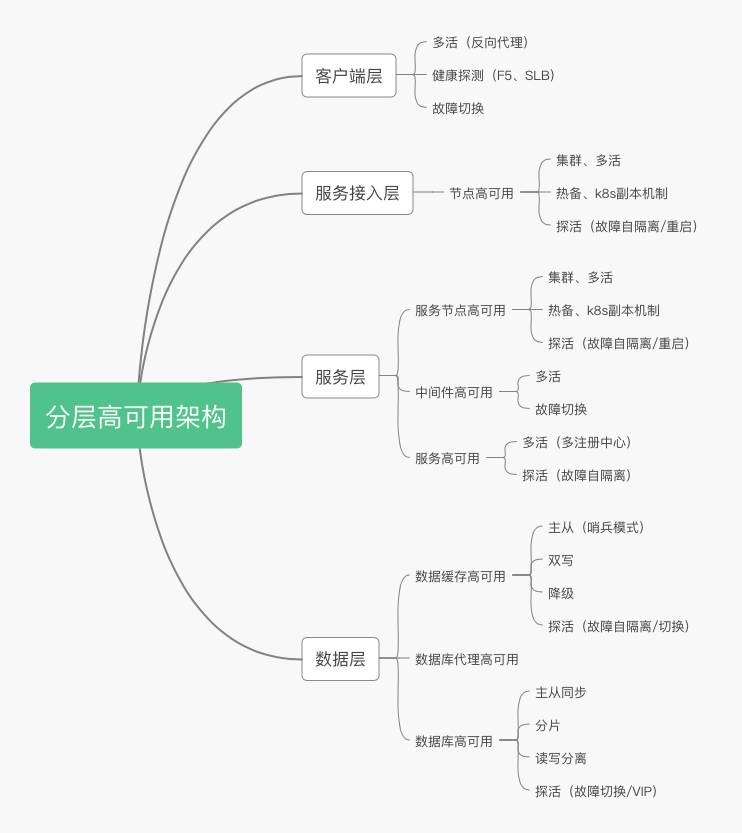 分层高可用架构
客户端层
多活（反向代理）
健康探测（F5、SLB）
故障切换
服务接入层
节点高可用
集群、多活
热备、k8s副本机制
探活（故障自隔离/重启）
服务层
服务节点高可用
集群、多活
热备、k8s副本机制
探活（故障自隔离/重启）
中间件高可用
多活
故障切换
服务高可用
多活（多注册中心）
探活（故障自隔离）
数据层
数据缓存高可用
主从（哨兵模式）
双写
降级
探活（故障自隔离/切换）
数据库代理高可用
数据库高可用
主从同步
分片
读写分离
探活（故障切换/VIP）